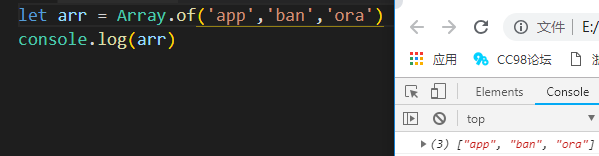 let arr = Array.of('app','ban','ora')
console.log(arr)
文件 E:/
应用 CC98论坛
Elements Console
top
(3) ["app", "ban", "ora"]